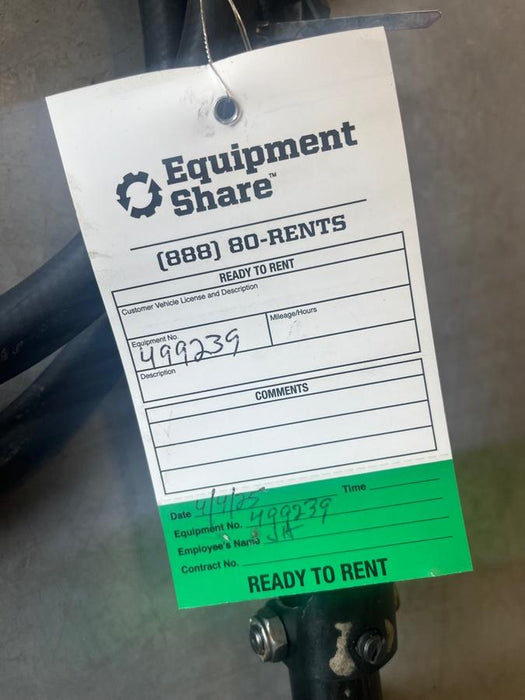 Equipment
Share™
(888) 80-RENTS
READY TO RENT
Customer Vehicle License and Description
Equipment No. Mileage/Hours
499239
Description
COMMENTS
Date 4/4/25 Time
Equipment No. 499239
Employee's Name JH
Contract No.
READY TO RENT